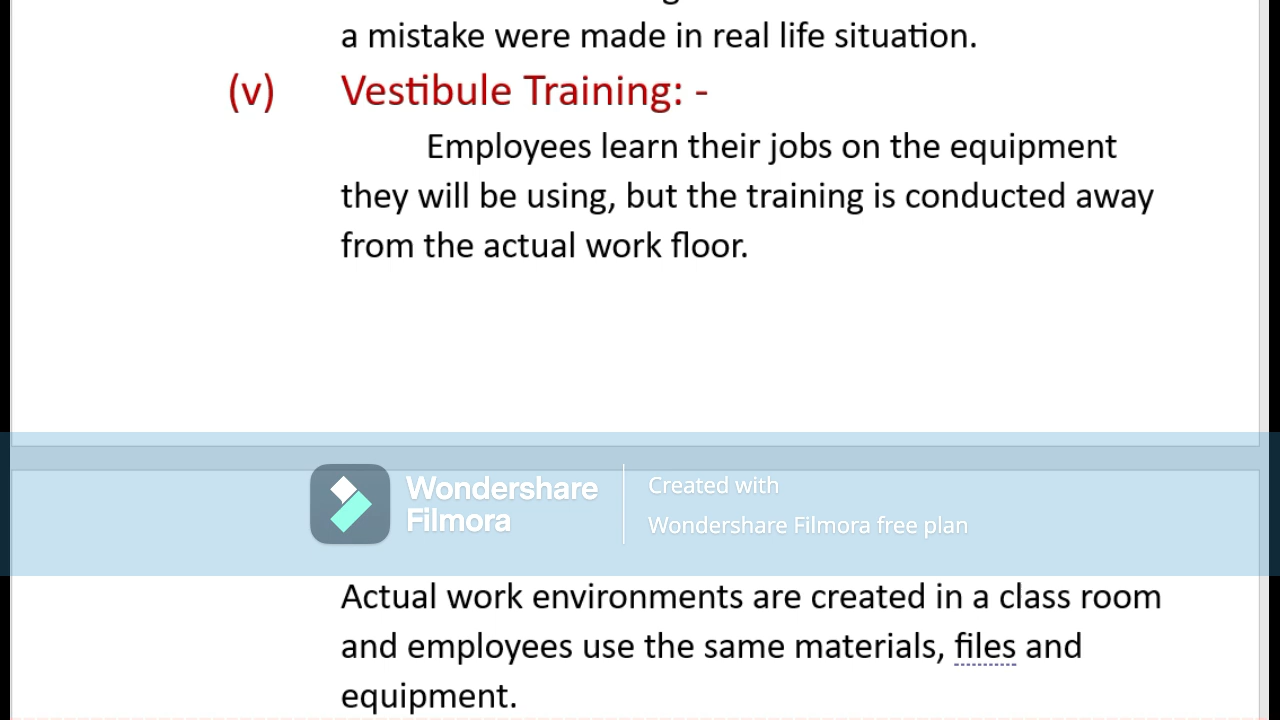 a mistake were made in real life situation.
(v) Vestibule Training: -
Employees learn their jobs on the equipment
they will be using, but the training is conducted away
from the actual work floor.
Wondershare
Filmora
Created with
Wondershare Filmora free plan
Actual work environments are created in a class room
and employees use the same materials, files and
equipment.